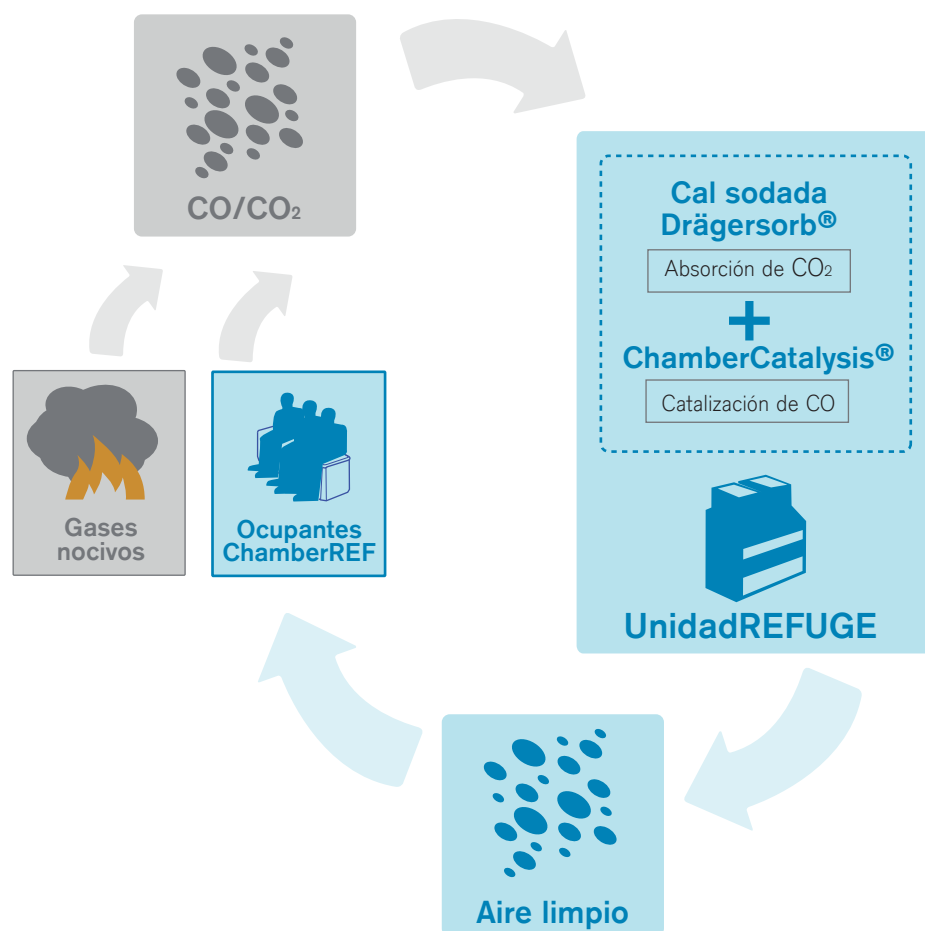 CO/CO₂
Cal sodada
Drägersorb®
Absorción de CO₂
+
ChamberCatalysis®
Catalización de CO
Gases
nocivos
Ocupantes
ChamberREF
UnidadREFUGE
Aire limpio